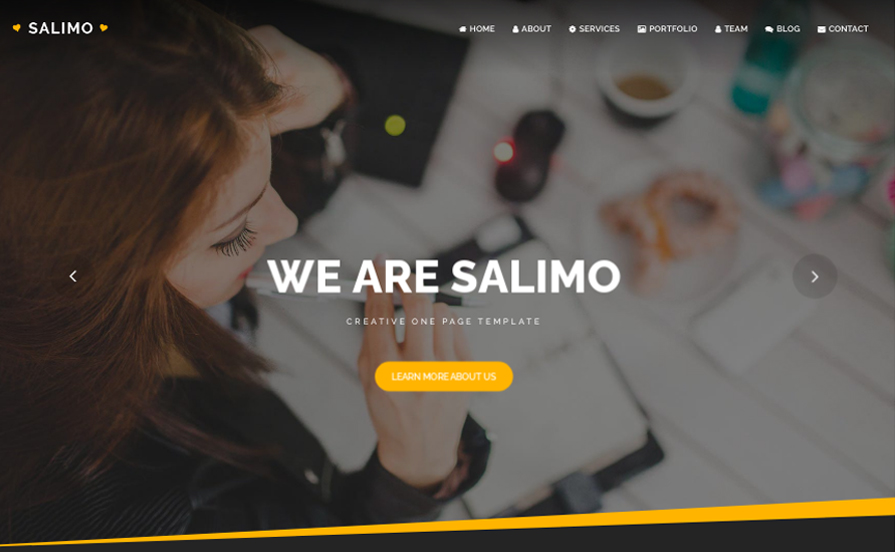 SALIMO
HOME ABOUT SERVICES PORTFOLIO TEAM BLOG CONTACT
WE ARE SALIMO
CREATIVE ONE PAGE TEMPLATE
LEARN MORE ABOUT US